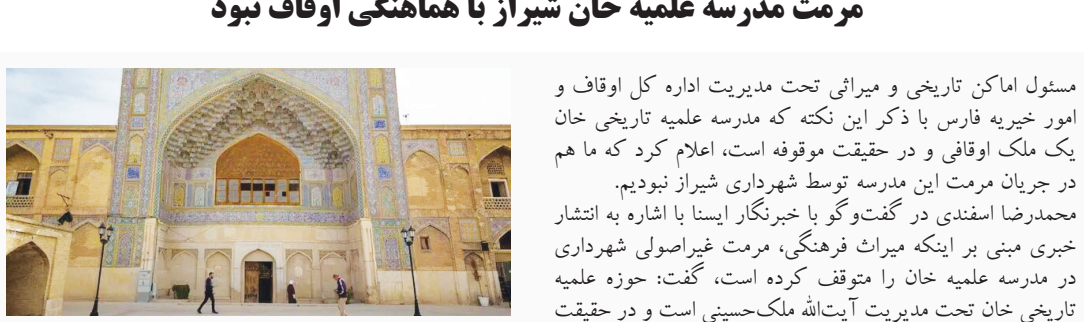 مرمت مدرسه علمیه خان شیراز با هماهنگی اوقاف نبود
مسئول اماکن تاریخی و میراثی تحت مدیریت اداره کل اوقاف و
امور خیریه فارس با ذکر این نکته که مدرسه علمیه تاریخی خان
یک ملک اوقافی و در حقیقت موقوفه است، اعلام کرد که ما هم
در جریان مرمت این مدرسه توسط شهرداری شیراز نبودیم.
محمدرضا اسفندی در گفت‌وگو با خبرنگار ایسنا با اشاره به انتشار
خبری مبنی بر اینکه میراث فرهنگی، مرمت غیراصولی شهرداری
در مدرسه علمیه خان را متوقف کرده است، گفت: حوزه علمیه
تاریخی خان تحت مدیریت آیت‌الله ملک‌حسینی است و در حقیقت